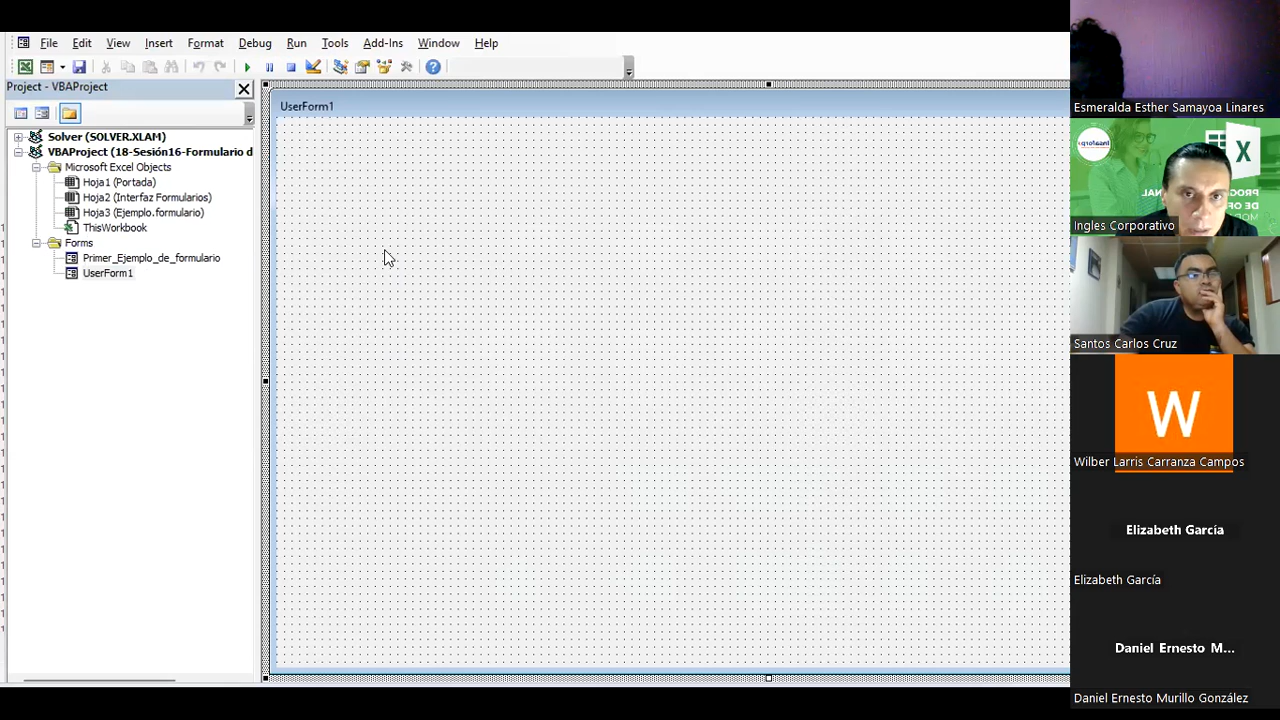 File Edit View Insert Format Debug Run Tools Add-Ins Window Help
Project - VBAProject
Solver (SOLVER.XLAM)
VBAProject (18-Sesión16-Formulario d
Microsoft Excel Objects
Hoja1 (Portada)
Hoja2 (Interfaz Formularios)
Hoja3 (Ejemplo.formulario)
ThisWorkbook
Forms
Primer_Ejemplo_de_formulario
UserForm1
UserForm1
Esmeralda Esther Samayoa Linares
Ingles Corporativo
Santos Carlos Cruz
W
Wilber Larris Carranza Campos
Elizabeth García
Elizabeth García
Daniel Ernesto M...
Daniel Ernesto Murillo González